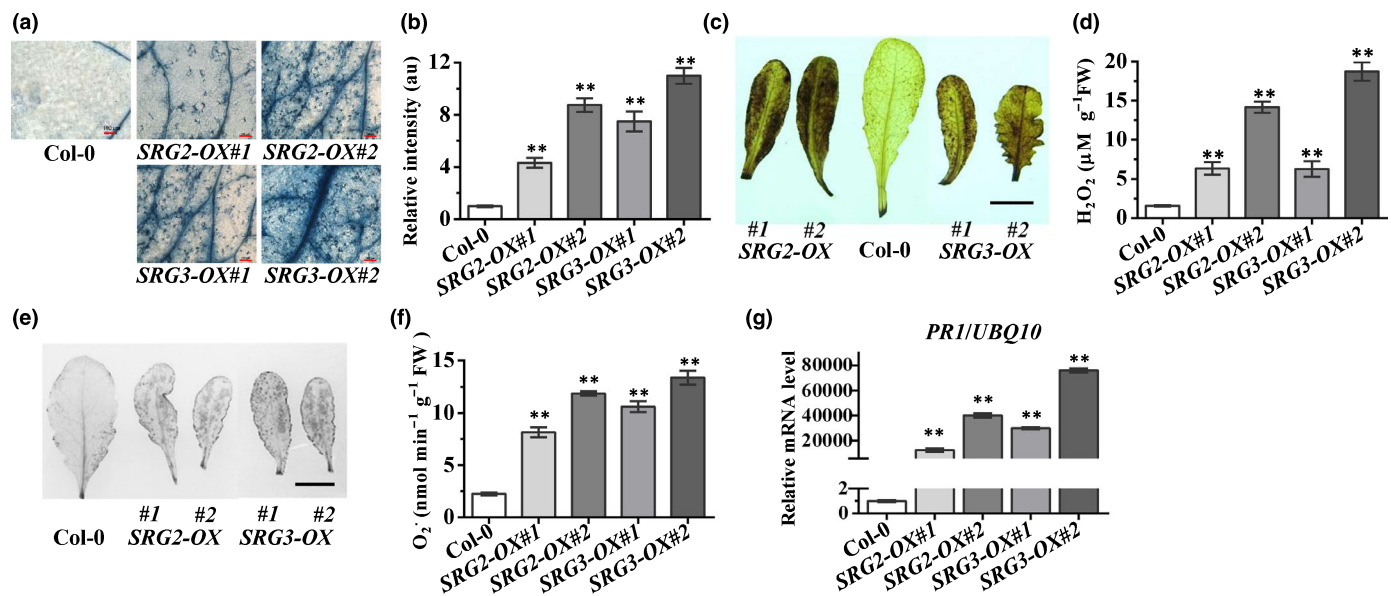 (a)
Col-0
SRG2-OX#1
SRG2-OX#2
SRG3-OX#1
SRG3-OX#2
(b)
Relative intensity (au)
12
8
4
0
**
**
**
**
Col-0
SRG2-OX#1
SRG2-OX#2
SRG3-OX#1
SRG3-OX#2
(c)
#1 #2 #1 #2
SRG2-OX Col-0 SRG3-OX
(d)
H₂O₂ (μM g⁻¹FW)
20
15
10
5
0
**
**
**
**
Col-0
SRG2-OX#1
SRG2-OX#2
SRG3-OX#1
SRG3-OX#2
(e)
#1 #2 #1 #2
Col-0 SRG2-OX SRG3-OX
(f)
O₂·⁻ (nmol min⁻¹ g⁻¹ FW )
15
10
5
0
**
**
**
**
Col-0
SRG2-OX#1
SRG2-OX#2
SRG3-OX#1
SRG3-OX#2
(g)
PR1/UBQ10
Relative mRNA level
80000
60000
40000
20000
2
0
**
**
**
**
Col-0
SRG2-OX#1
SRG2-OX#2
SRG3-OX#1
SRG3-OX#2